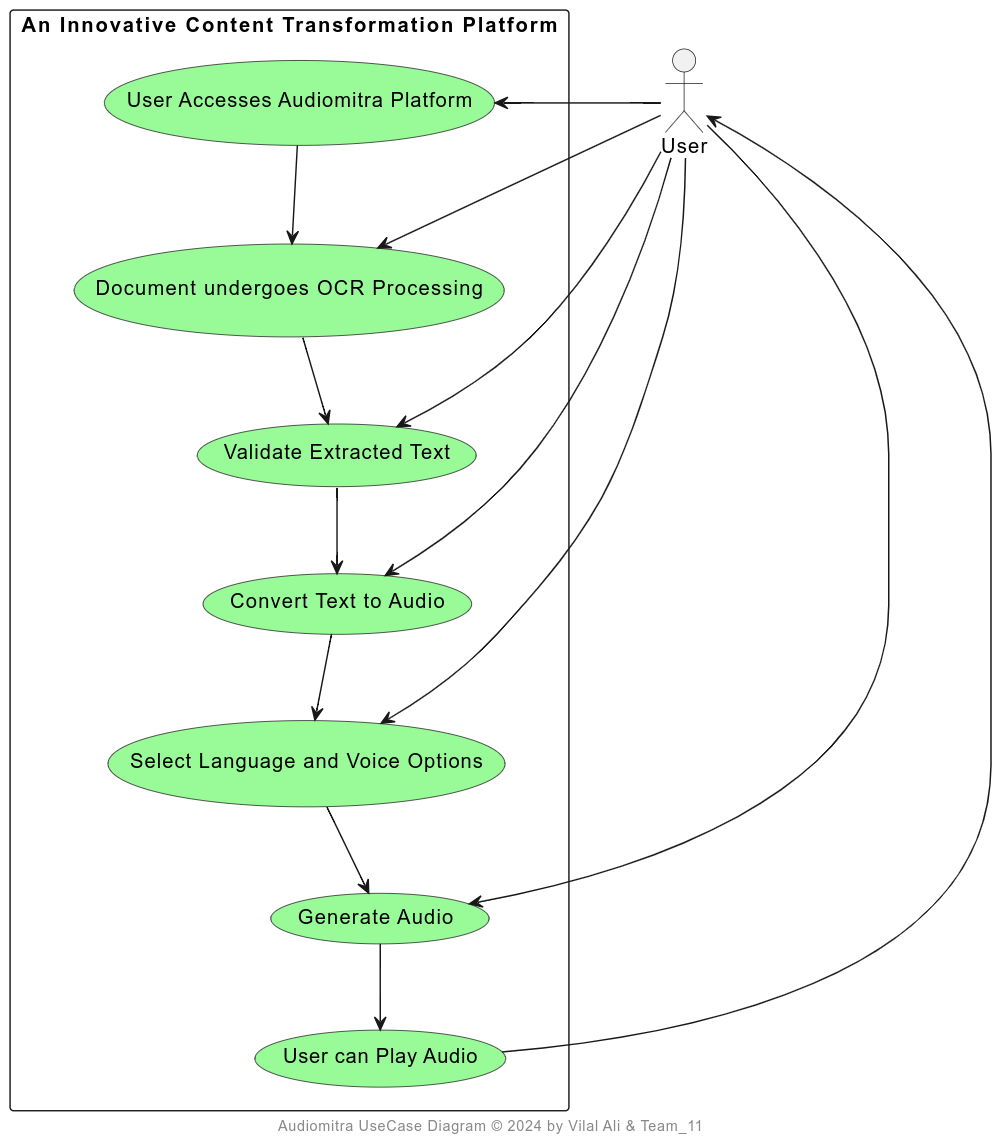 An Innovative Content Transformation Platform
User Accesses Audiomitra Platform
User
Document undergoes OCR Processing
Validate Extracted Text
Convert Text to Audio
Select Language and Voice Options
Generate Audio
User can Play Audio
Audiomitra UseCase Diagram © 2024 by Vilal Ali & Team_11